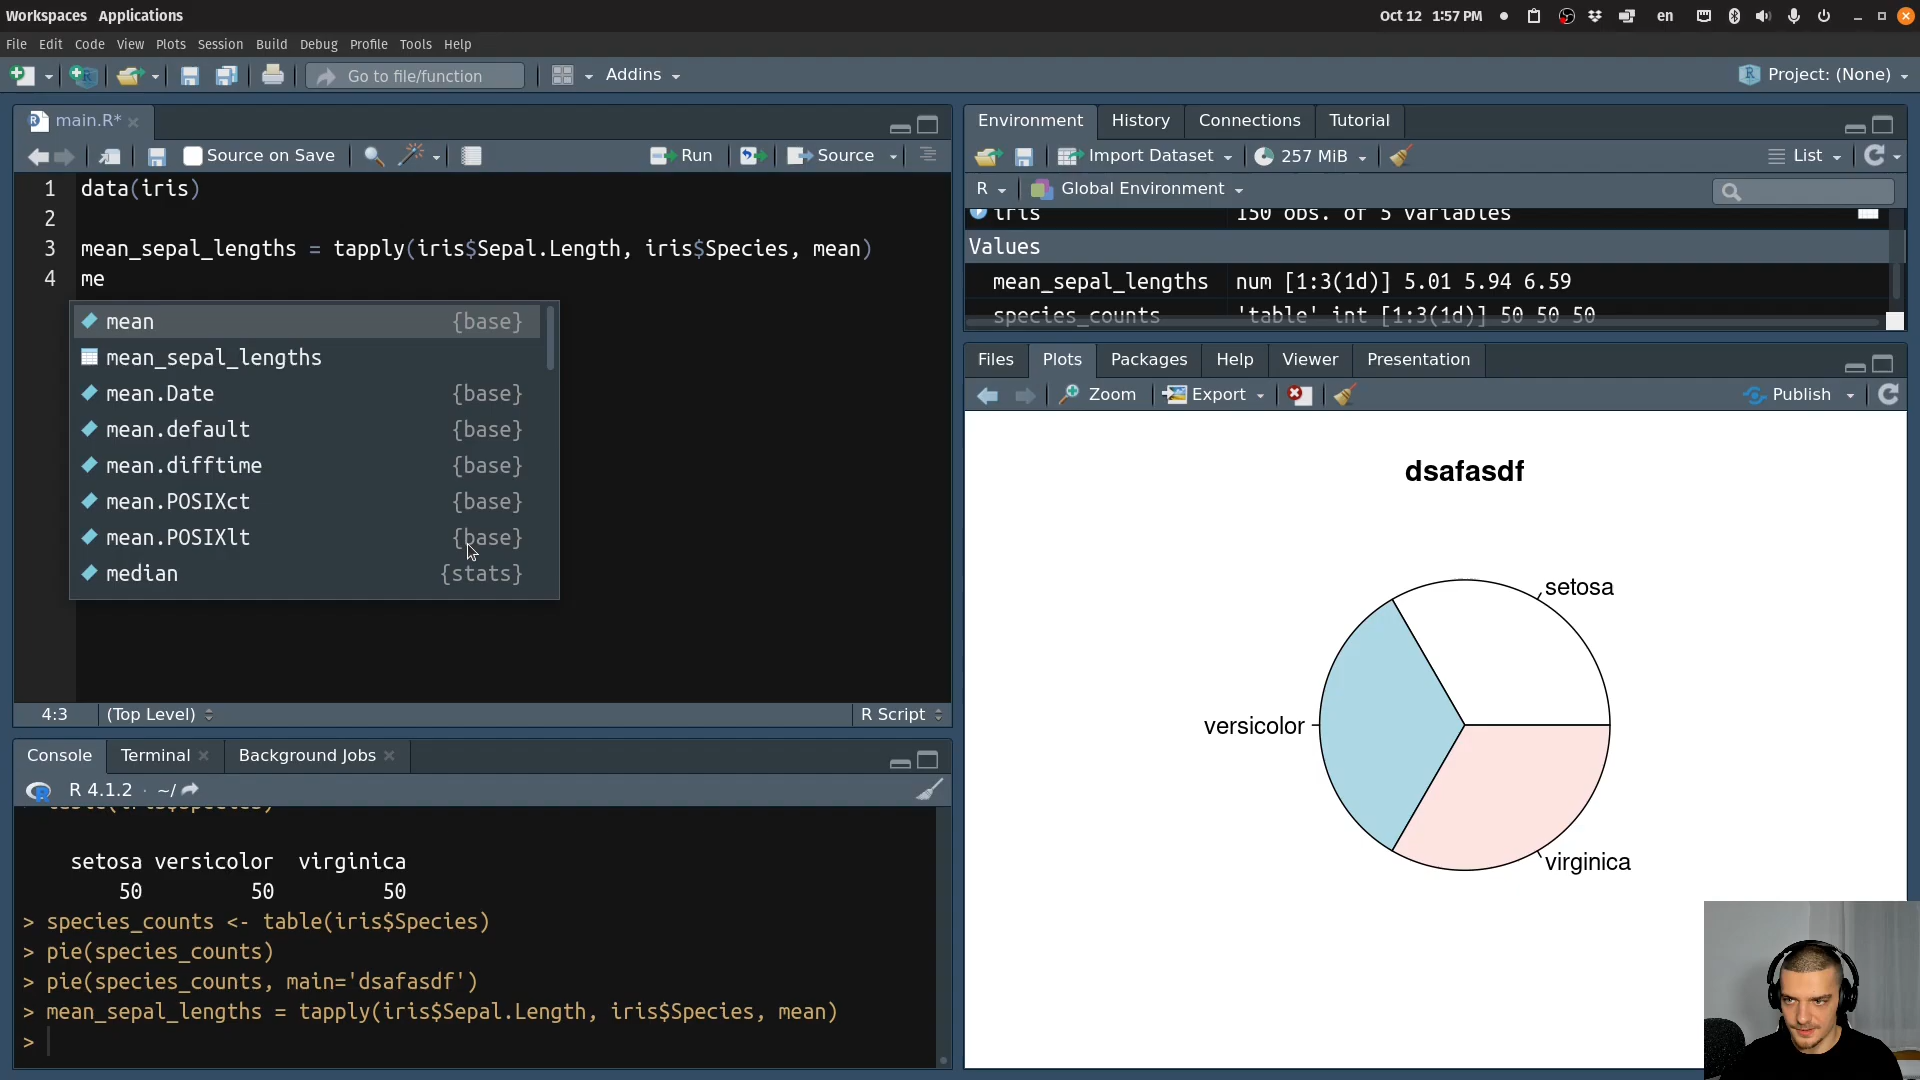 Workspaces Applications
Oct 12 1:57 PM en
File Edit Code View Plots Session Build Debug Profile Tools Help
Go to file/function
Addins
Project: (None)
main.R*
Source on Save
Run
Source
1 data(iris)
2
3 mean_sepal_lengths = tapply(iris$Sepal.Length, iris$Species, mean)
4 me
mean {base}
mean_sepal_lengths
mean.Date {base}
mean.default {base}
mean.difftime {base}
mean.POSIXct {base}
mean.POSIXlt {base}
median {stats}
4:3 (Top Level) R Script
Console Terminal Background Jobs
R 4.1.2 · ~/
table(iris$Species)
setosa versicolor virginica
50 50 50
> species_counts <- table(iris$Species)
> pie(species_counts)
> pie(species_counts, main='dsafasdf')
> mean_sepal_lengths = tapply(iris$Sepal.Length, iris$Species, mean)
>
Environment History Connections Tutorial
Import Dataset
257 MiB
List
R Global Environment
iris 150 obs. of 5 variables
Values
mean_sepal_lengths num [1:3(1d)] 5.01 5.94 6.59
species_counts 'table' int [1:3(1d)] 50 50 50
Files Plots Packages Help Viewer Presentation
Zoom Export Publish
dsafasdf
setosa
versicolor
virginica